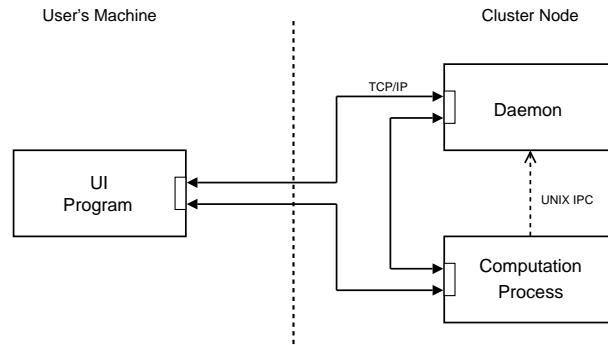 User's Machine
Cluster Node
TCP/IP
Daemon
UI
Program
UNIX IPC
Computation
Process